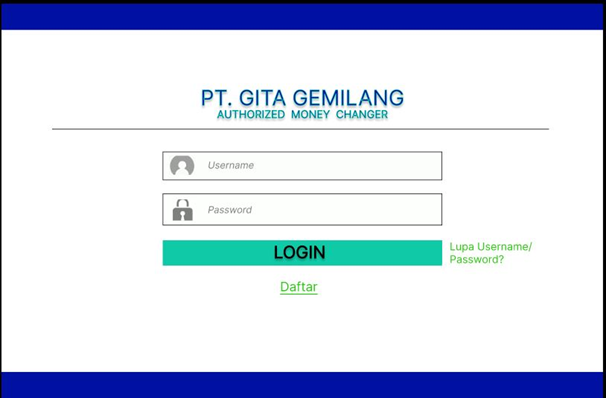 PT. GITA GEMILANG
AUTHORIZED MONEY CHANGER
Username
Password
LOGIN
Lupa Username/
Password?
Daftar